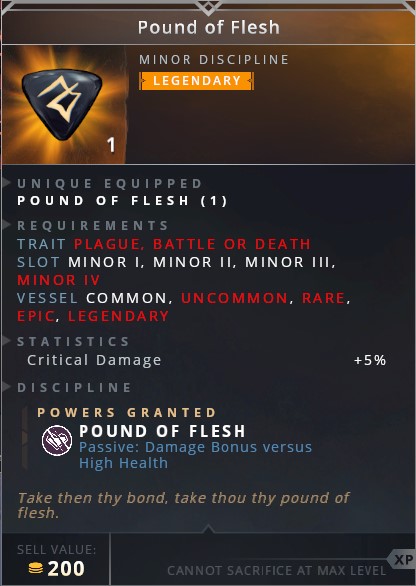 Pound of Flesh
MINOR DISCIPLINE
LEGENDARY
1
UNIQUE EQUIPPED
POUND OF FLESH (1)
REQUIREMENTS
TRAIT PLAGUE, BATTLE OR DEATH
SLOT MINOR I, MINOR II, MINOR III,
MINOR IV
VESSEL COMMON, UNCOMMON, RARE,
EPIC, LEGENDARY
STATISTICS
Critical Damage +5%
DISCIPLINE
POWERS GRANTED
POUND OF FLESH
Passive: Damage Bonus versus
High Health
Take then thy bond, take thou thy pound of
flesh.
SELL VALUE:
200
CANNOT SACRIFICE AT MAX LEVEL
XP